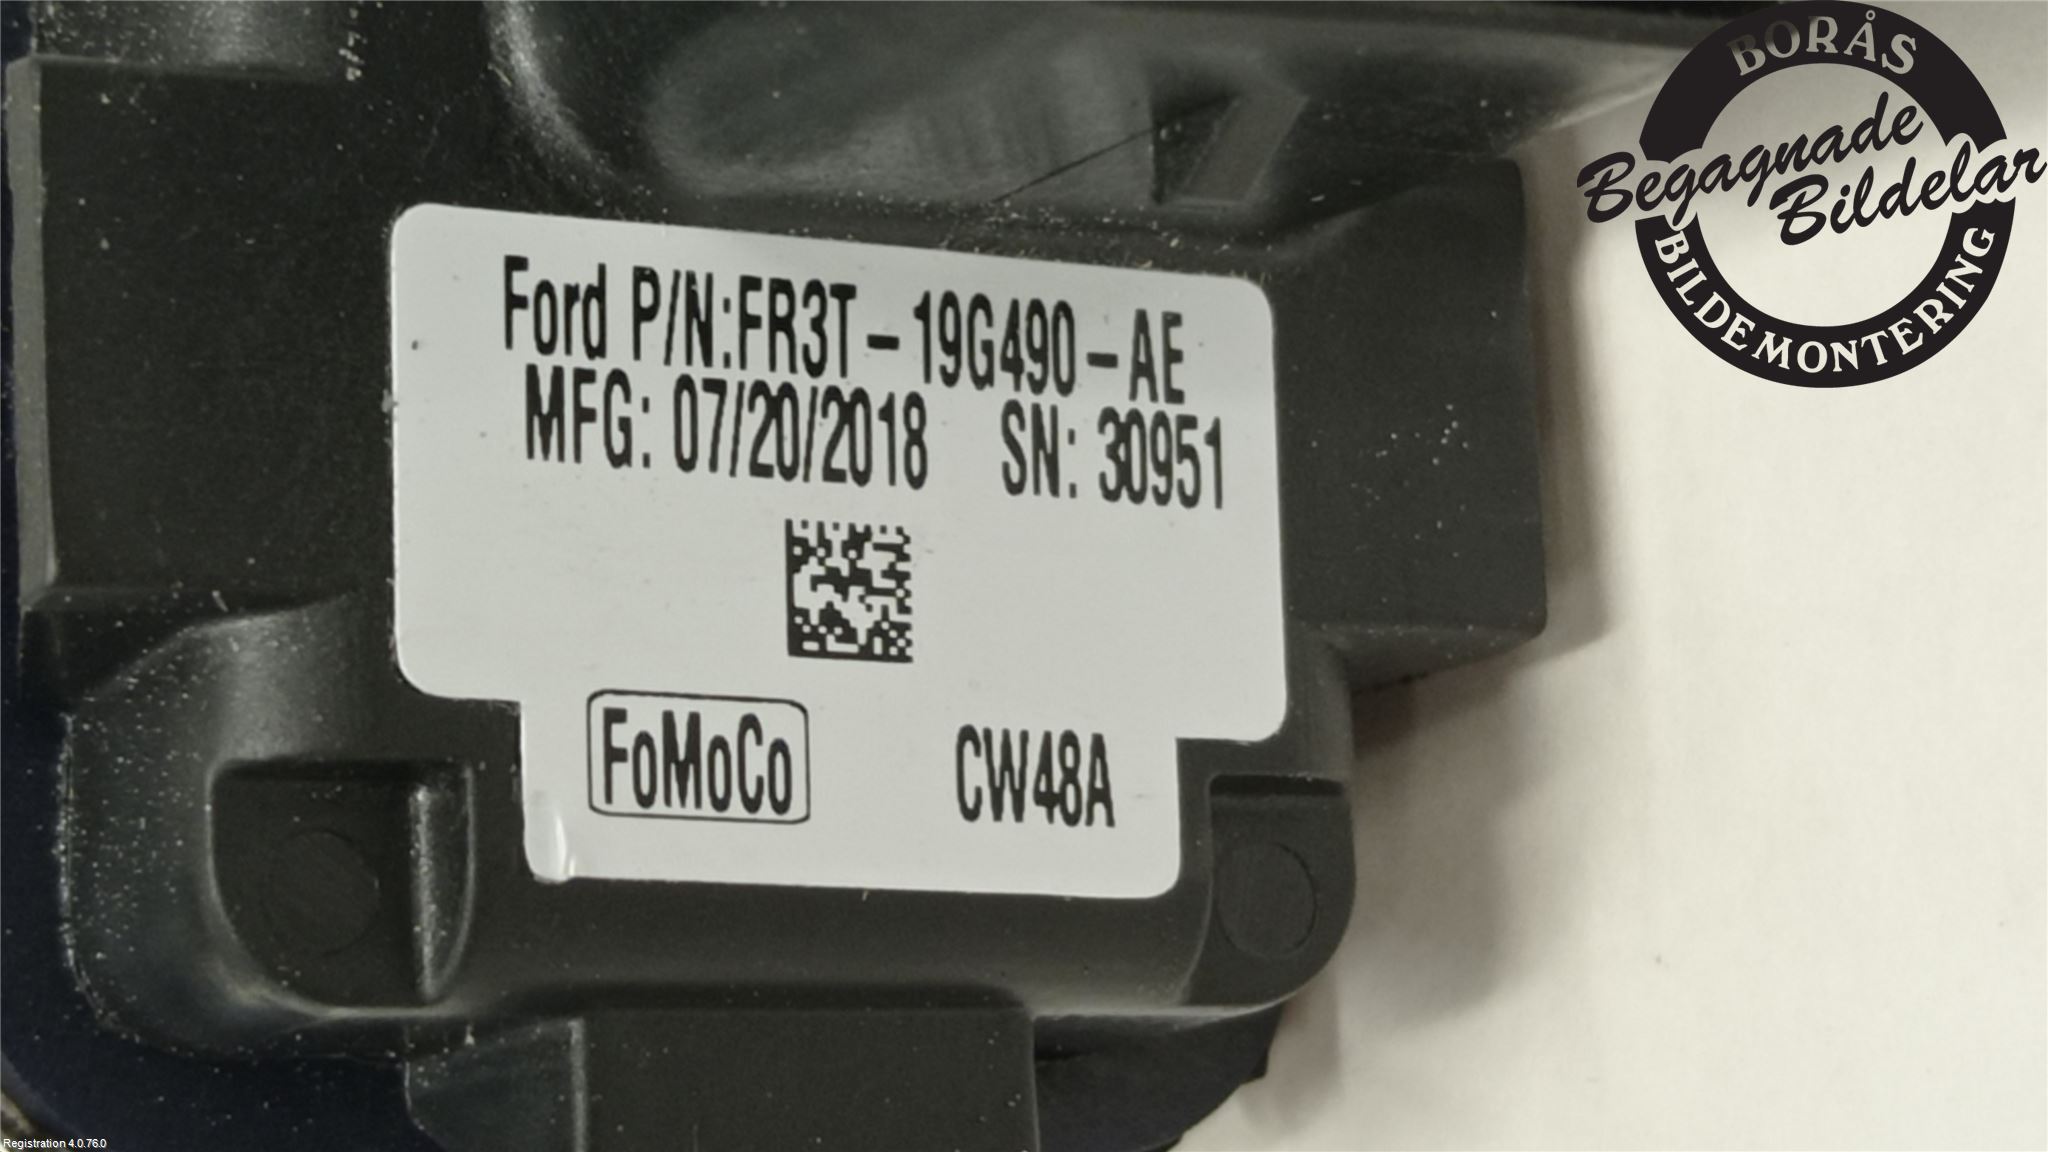 BORÅS
Begagnade
Bildelar
BILDEMONTERING
Ford P/N:FR3T-19G490-AE
MFG: 07/20/2018 SN: 30951
FoMoCo CW48A
Registration 4.0.76.0